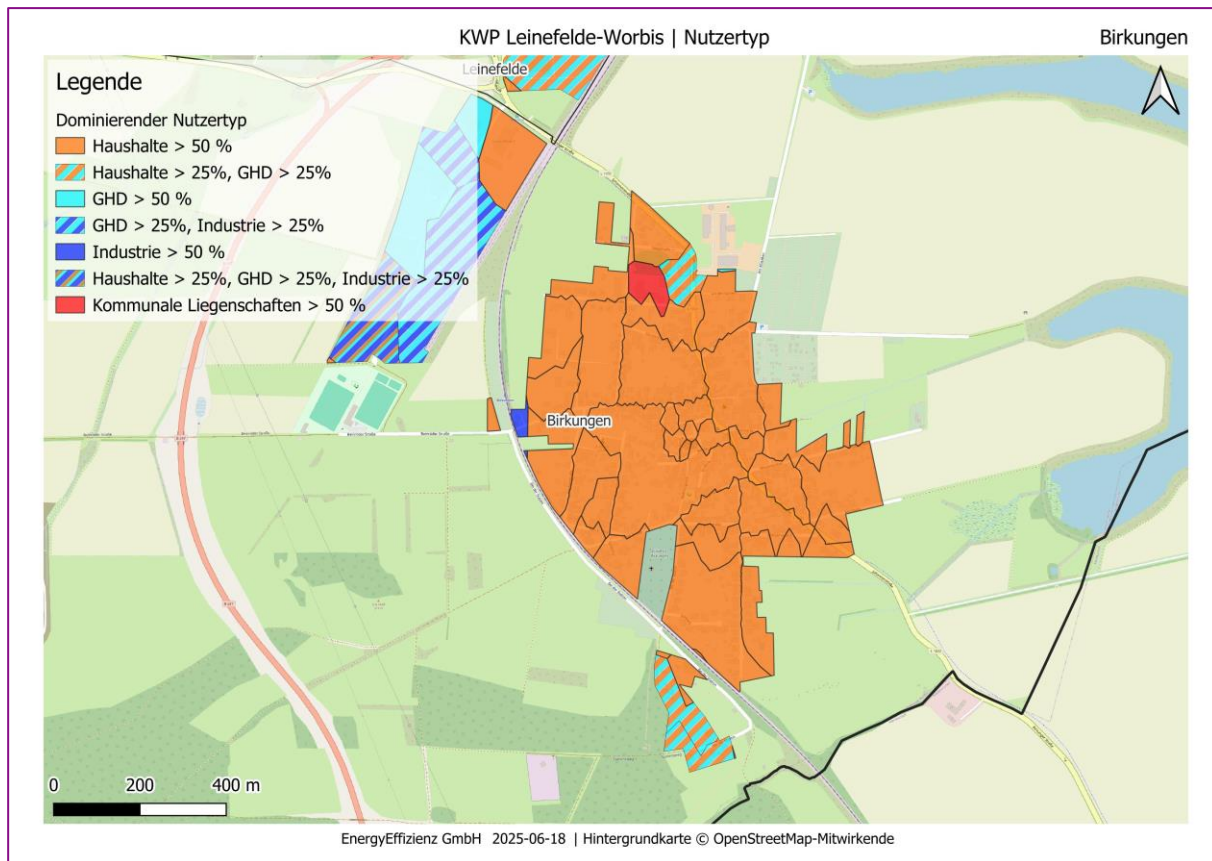 KWP Leinefelde-Worbis | Nutzertyp
Birkungen
Leinefelde
Legende
Dominierender Nutzertyp
Haushalte > 50 %
Haushalte > 25%, GHD > 25%
GHD > 50 %
GHD > 25%, Industrie > 25%
Industrie > 50 %
Haushalte > 25%, GHD > 25%, Industrie > 25%
Kommunale Liegenschaften > 50 %
Birkungen
0 200 400 m
EnergyEffizienz GmbH 2025-06-18 | Hintergrundkarte © OpenStreetMap-Mitwirkende